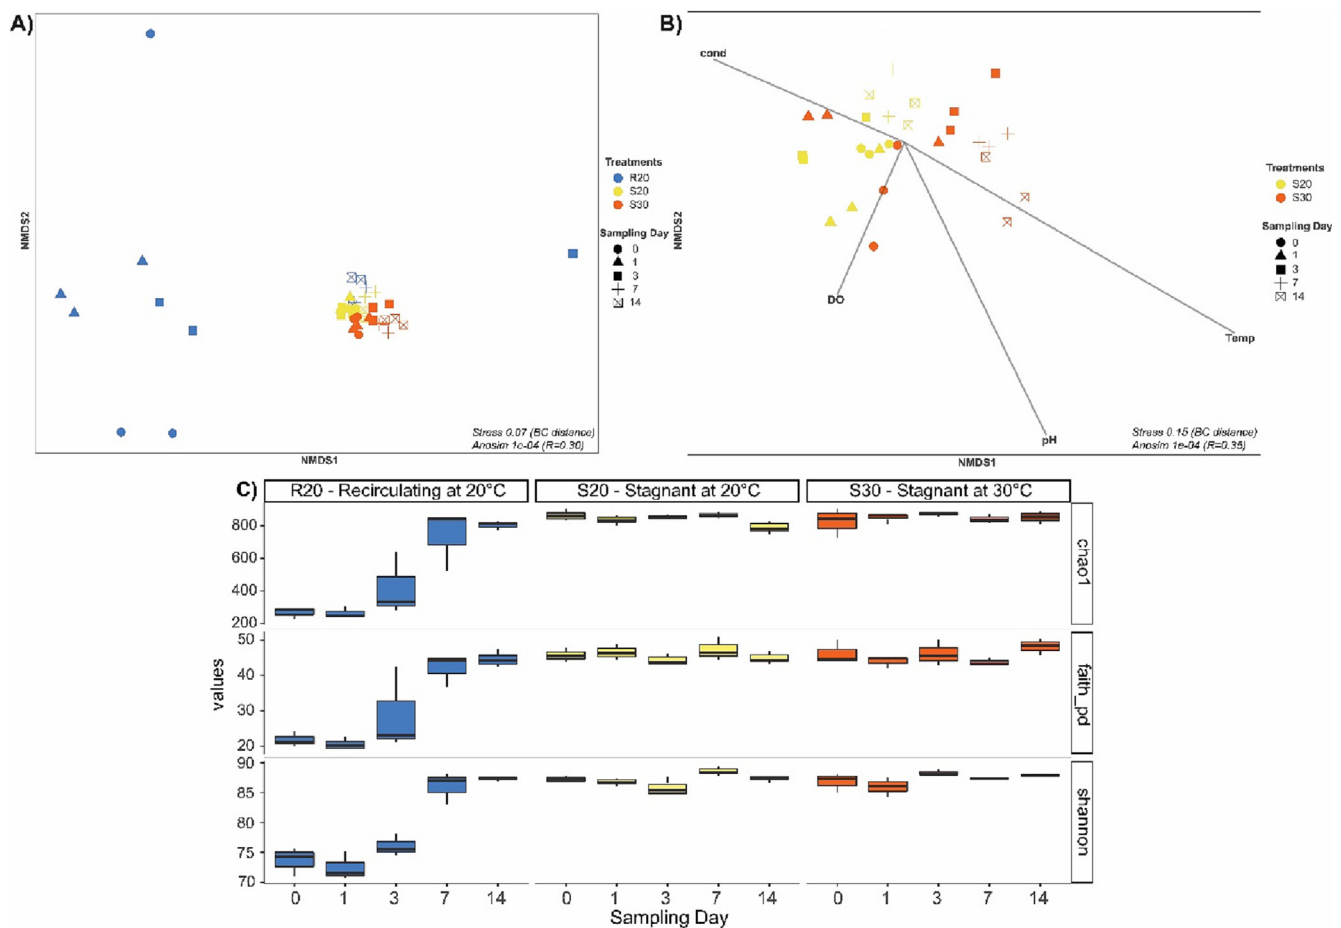 A)
NMDS2
NMDS1
Stress 0.07 (BC distance)
Anosim 1e-04 (R=0.30)
Treatments
R20
S20
S30
Sampling Day
0
1
3
7
14
B)
cond
DO
pH
Temp
NMDS2
NMDS1
Stress 0.15 (BC distance)
Anosim 1e-04 (R=0.35)
Treatments
S20
S30
Sampling Day
0
1
3
7
14
C)
R20 - Recirculating at 20°C
S20 - Stagnant at 20°C
S30 - Stagnant at 30°C
800
600
400
200
chao1
50
40
30
20
faith_pd
90
85
80
75
70
shannon
values
0 1 3 7 14
0 1 3 7 14
0 1 3 7 14
Sampling Day